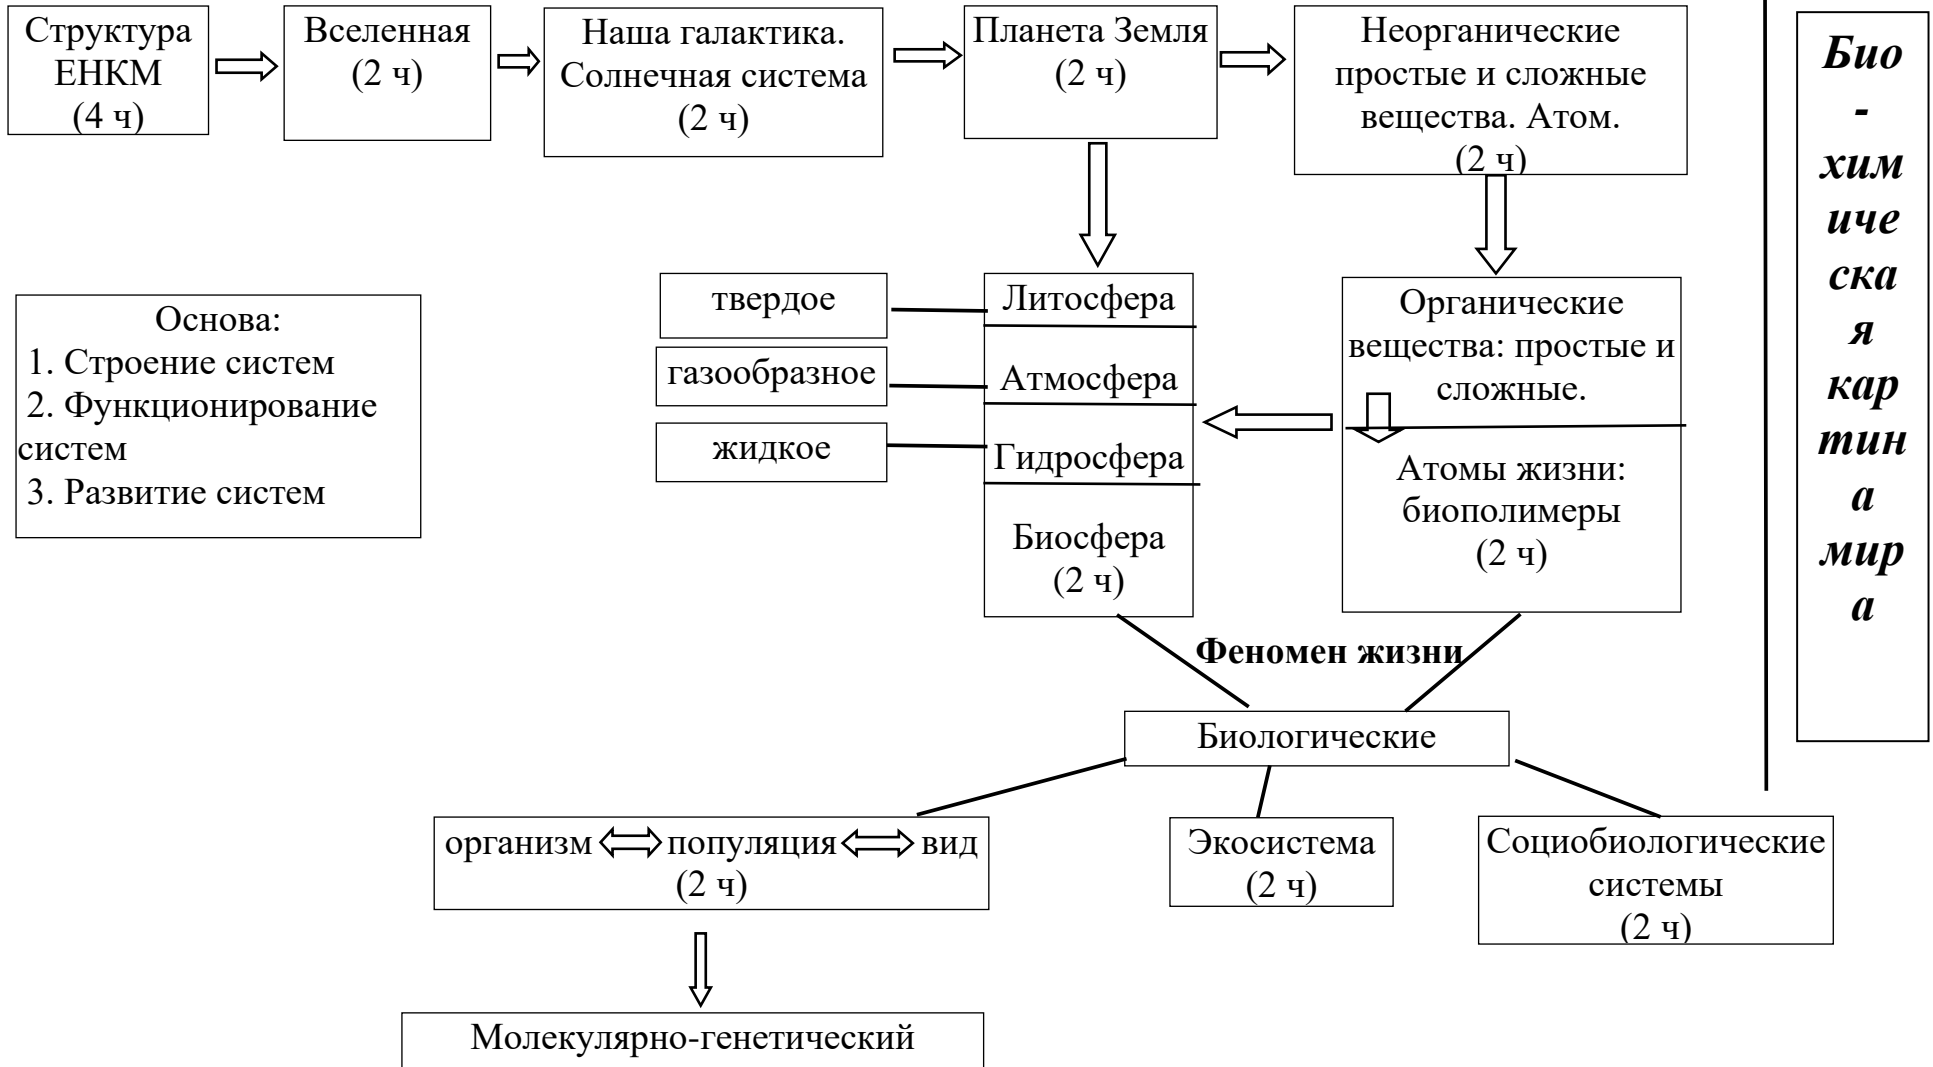 Структура
ЕНКМ
(4 ч)
Вселенная
(2 ч)
Наша галактика.
Солнечная система
(2 ч)
Планета Земля
(2 ч)
Неорганические
простые и сложные
вещества. Атом.
(2 ч)
Био
-
хим
иче
ска
я
кар
тин
а
мир
а
Основа:
1. Строение систем
2. Функционирование
систем
3. Развитие систем
твердое
газообразное
жидкое
Литосфера
Атмосфера
Гидросфера
Биосфера
(2 ч)
Органические
вещества: простые и
сложные.
Атомы жизни:
биополимеры
(2 ч)
Феномен жизни
Биологические
организм популяция вид
(2 ч)
Экосистема
(2 ч)
Социобиологические
системы
(2 ч)
Молекулярно-генетический